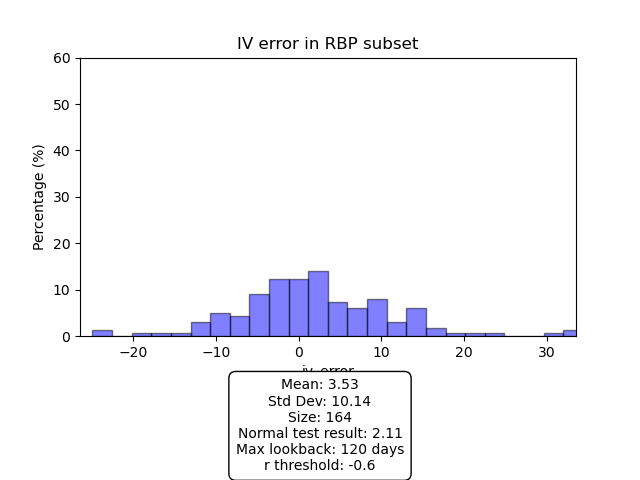 IV error in RBP subset
Percentage (%)
60
50
40
30
20
10
0
−20 −10 0 10 20 30
iv_error
Mean: 3.53
Std Dev: 10.14
Size: 164
Normal test result: 2.11
Max lookback: 120 days
r threshold: -0.6